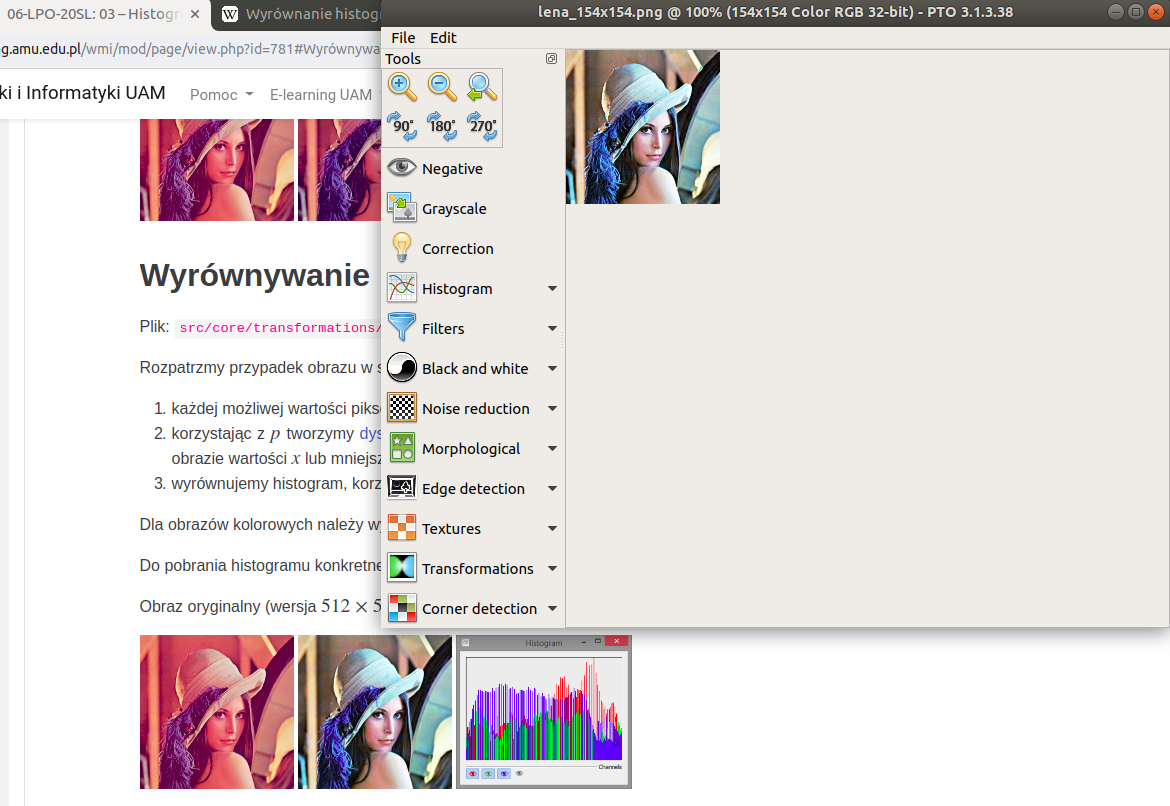 06-LPO-20SL: 03 – Histogr
Wyrównanie histog
lena_154x154.png @ 100% (154x154 Color RGB 32-bit) - PTO 3.1.3.38
g.amu.edu.pl/wmi/mod/page/view.php?id=781#Wyrównywa
File Edit
ki i Informatyki UAM Pomoc E-learning UAM
Tools
90° 180° 270°
Negative
Grayscale
Correction
Histogram
Filters
Black and white
Noise reduction
Morphological
Edge detection
Textures
Transformations
Corner detection
Wyrównywanie
Plik: src/core/transformations/
Rozpatrzmy przypadek obrazu w s
1. każdej możliwej wartości piks
2. korzystając z p tworzymy dys
obrazie wartości x lub mniejsz
3. wyrównujemy histogram, korz
Dla obrazów kolorowych należy wy
Do pobrania histogramu konkretne
Obraz oryginalny (wersja 512 × 5
Histogram
Channels